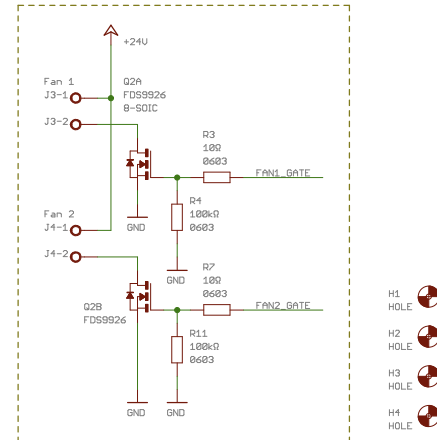 +24V
Fan 1
J3-1
J3-2
Q2A
FDS9926
8-SOIC
R3
10Ω
0603
FAN1_GATE
R4
100kΩ
0603
GND
GND
Fan 2
J4-1
J4-2
R7
10Ω
0603
FAN2_GATE
Q2B
FDS9926
R11
100kΩ
0603
GND
GND
H1
HOLE
H2
HOLE
H3
HOLE
H4
HOLE